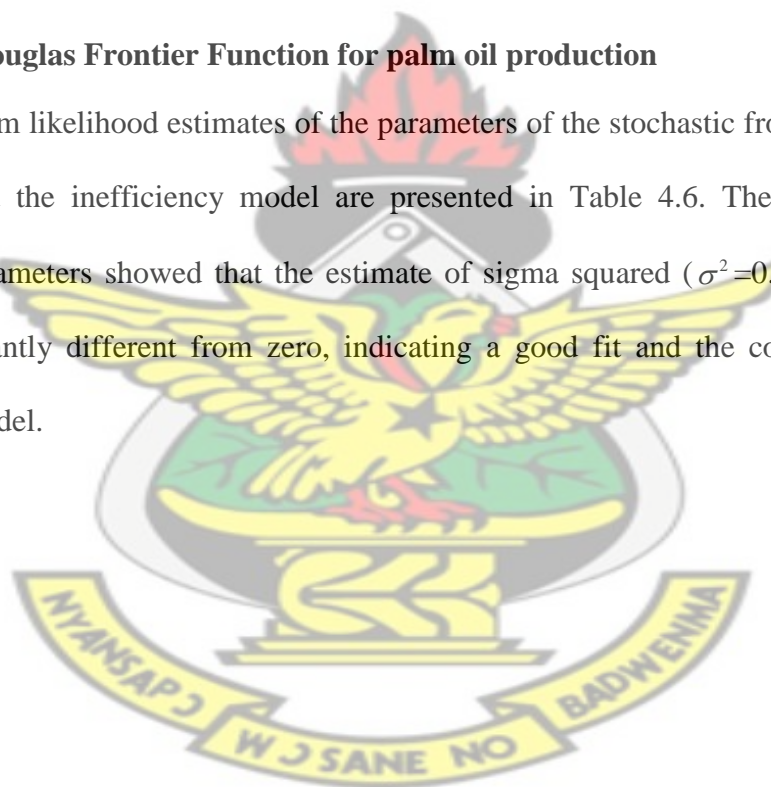 ouglas Frontier Function for palm oil production
m likelihood estimates of the parameters of the stochastic fro
the inefficiency model are presented in Table 4.6. The
ameters showed that the estimate of sigma squared ( σ²=0.
antly different from zero, indicating a good fit and the co
del.
NYANSAPƆ
WƆSANE NO
BADWENMA